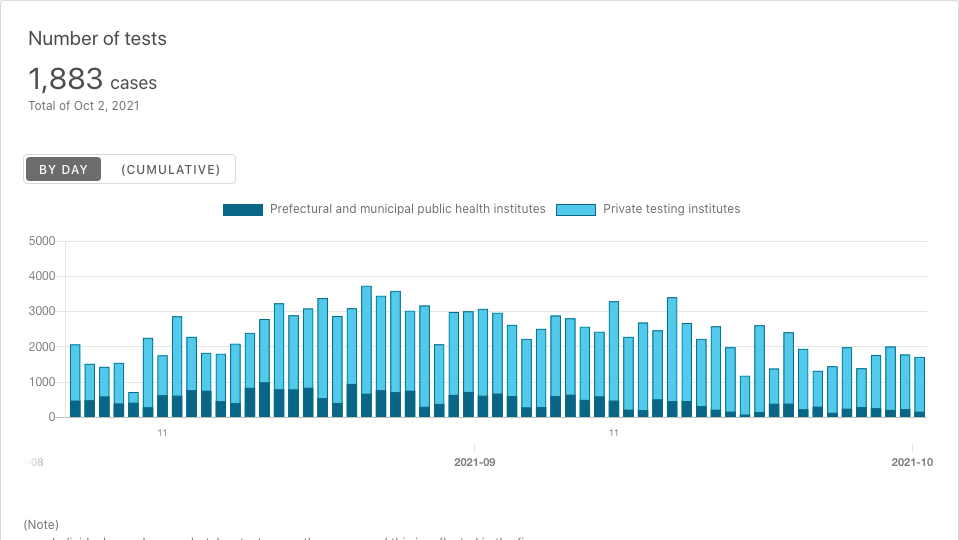 Number of tests
1,883 cases
Total of Oct 2, 2021
BY DAY (CUMULATIVE)
Prefectural and municipal public health institutes Private testing institutes
5000
4000
3000
2000
1000
0
11 11
-08 2021-09 2021-10
(Note)